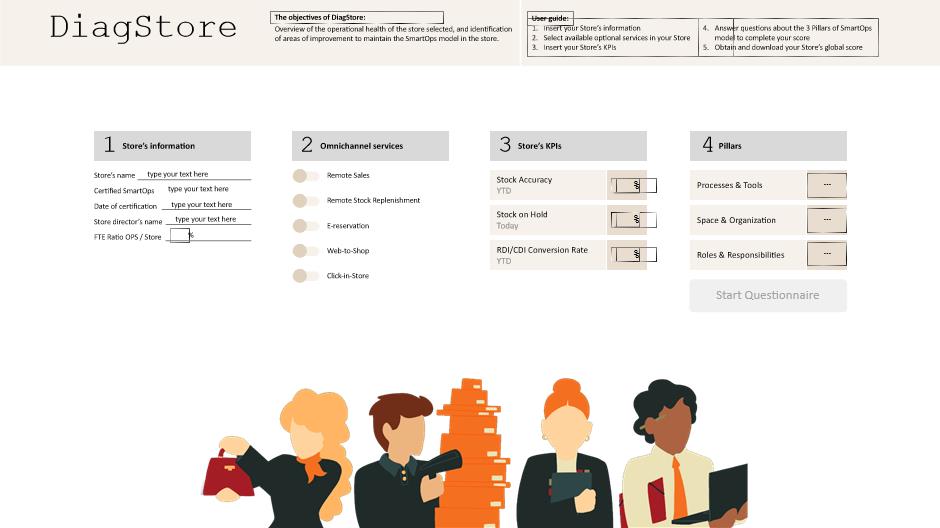 DiagStore
The objectives of DiagStore:
Overview of the operational health of the store selected, and identification
of areas of improvement to maintain the SmartOps model in the store.
User guide:
1. Insert your Store's information
2. Select available optional services in your Store
3. Insert your Store's KPIs
4. Answer questions about the 3 Pillars of SmartOps
model to complete your score
5. Obtain and download your Store's global score
1 Store's information
Store's name type your text here
Certified SmartOps type your text here
Date of certification type your text here
Store director's name type your text here
FTE Ratio OPS / Store %
2 Omnichannel services
Remote Sales
Remote Stock Replenishment
E-reservation
Web-to-Shop
Click-in-Store
3 Store's KPIs
Stock Accuracy %
YTD
Stock on Hold %
Today
RDI/CDI Conversion Rate %
YTD
4 Pillars
Processes & Tools ---
Space & Organization ---
Roles & Responsibilities ---
Start Questionnaire